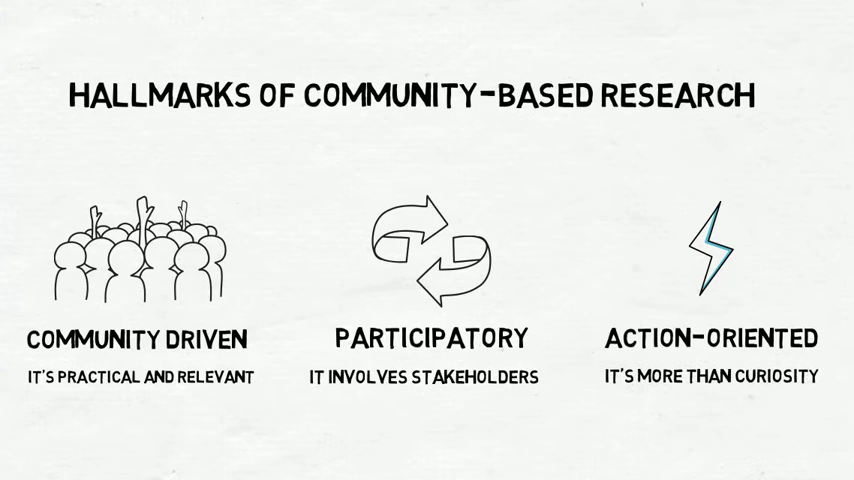 HALLMARKS OF COMMUNITY-BASED RESEARCH
COMMUNITY DRIVEN
IT'S PRACTICAL AND RELEVANT
PARTICIPATORY
IT INVOLVES STAKEHOLDERS
ACTION-ORIENTED
IT'S MORE THAN CURIOSITY